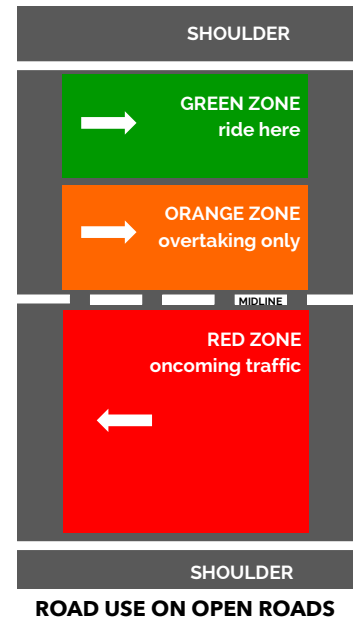 SHOULDER
GREEN ZONE
ride here
ORANGE ZONE
overtaking only
MIDLINE
RED ZONE
oncoming traffic
SHOULDER
ROAD USE ON OPEN ROADS